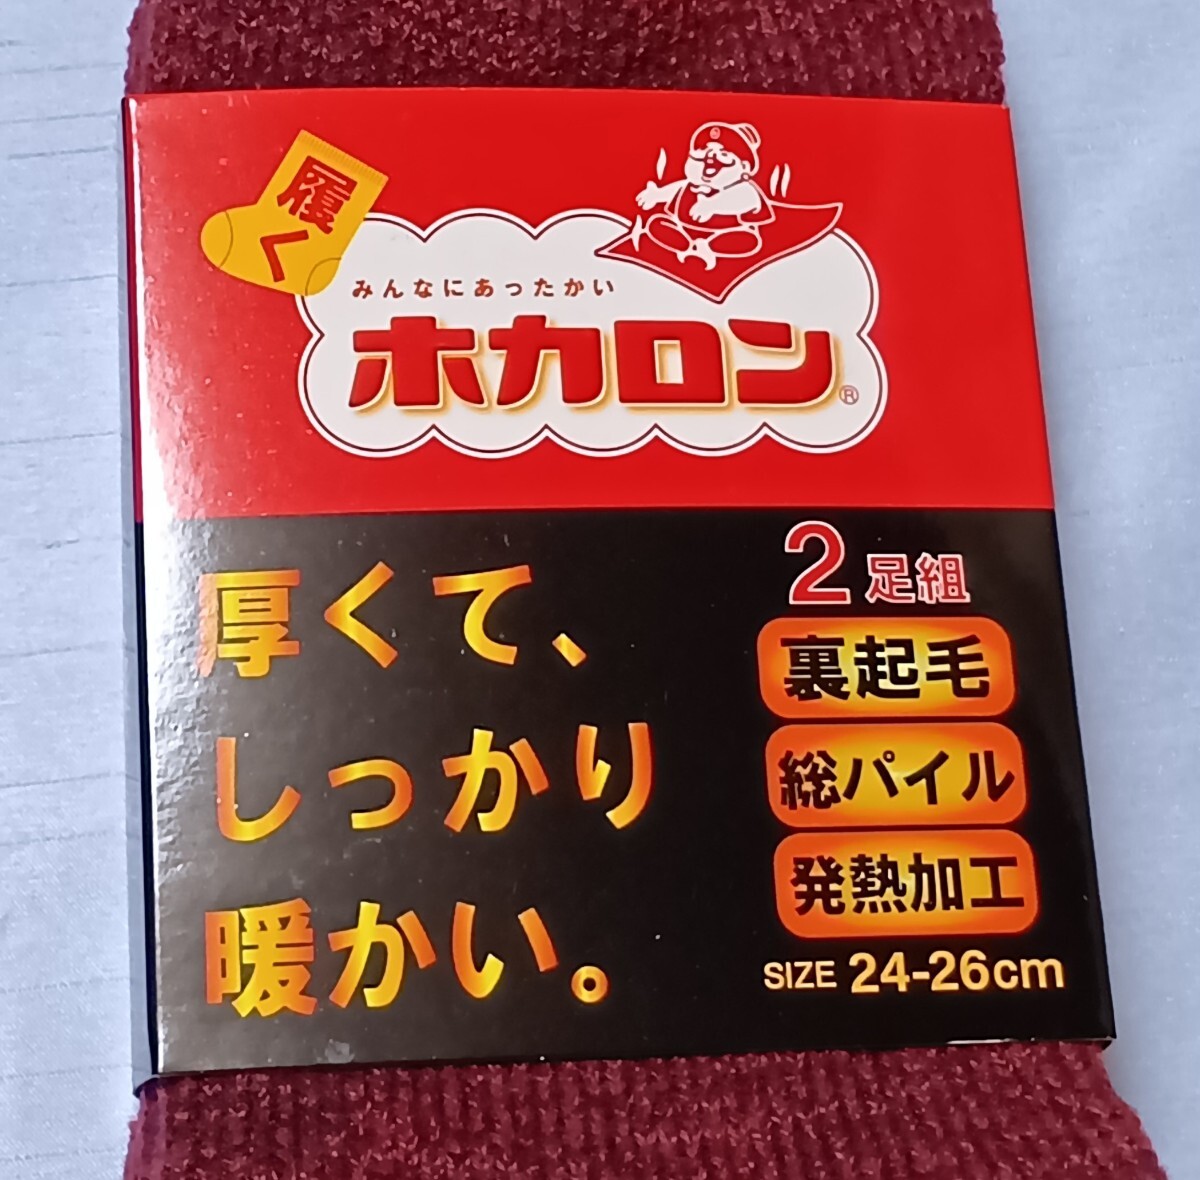 履く
みんなにあったかい
ホカロン®
厚くて、
しっかり
暖かい。
2足組
裏起毛
総パイル
発熱加工
SIZE 24-26cm